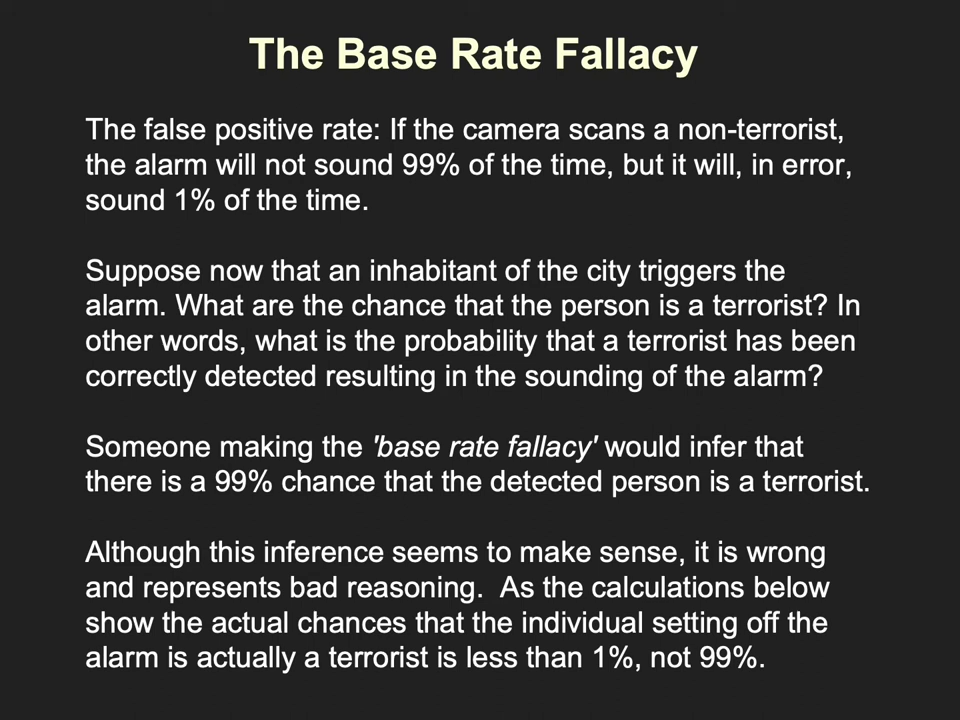 The Base Rate Fallacy
The false positive rate: If the camera scans a non-terrorist,
the alarm will not sound 99% of the time, but it will, in error,
sound 1% of the time.
Suppose now that an inhabitant of the city triggers the
alarm. What are the chance that the person is a terrorist? In
other words, what is the probability that a terrorist has been
correctly detected resulting in the sounding of the alarm?
Someone making the 'base rate fallacy' would infer that
there is a 99% chance that the detected person is a terrorist.
Although this inference seems to make sense, it is wrong
and represents bad reasoning.  As the calculations below
show the actual chances that the individual setting off the
alarm is actually a terrorist is less than 1%, not 99%.